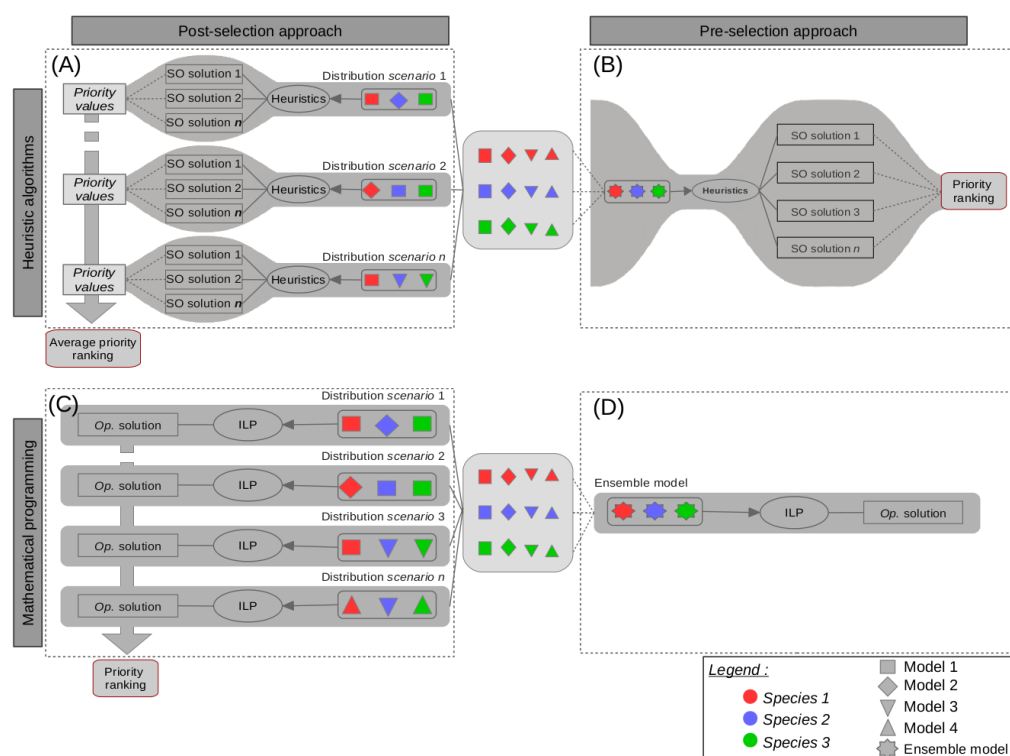 Post-selection approach
Pre-selection approach
Heuristic algorithms
(A)
Distribution scenario 1
Priority
values
SO solution 1
SO solution 2
SO solution n
Heuristics
Distribution scenario 2
Priority
values
SO solution 1
SO solution 2
SO solution n
Heuristics
Distribution scenario n
Priority
values
SO solution 1
SO solution 2
SO solution n
Heuristics
Average priority
ranking
(B)
Heuristics
SO solution 1
SO solution 2
SO solution 3
SO solution n
Priority
ranking
Mathematical programming
(C)
Distribution scenario 1
Op. solution
ILP
Distribution scenario 2
Op. solution
ILP
Distribution scenario 3
Op. solution
ILP
Distribution scenario n
Op. solution
ILP
Priority
ranking
(D)
Ensemble model
ILP
Op. solution
Legend :
Species 1
Species 2
Species 3
Model 1
Model 2
Model 3
Model 4
Ensemble model